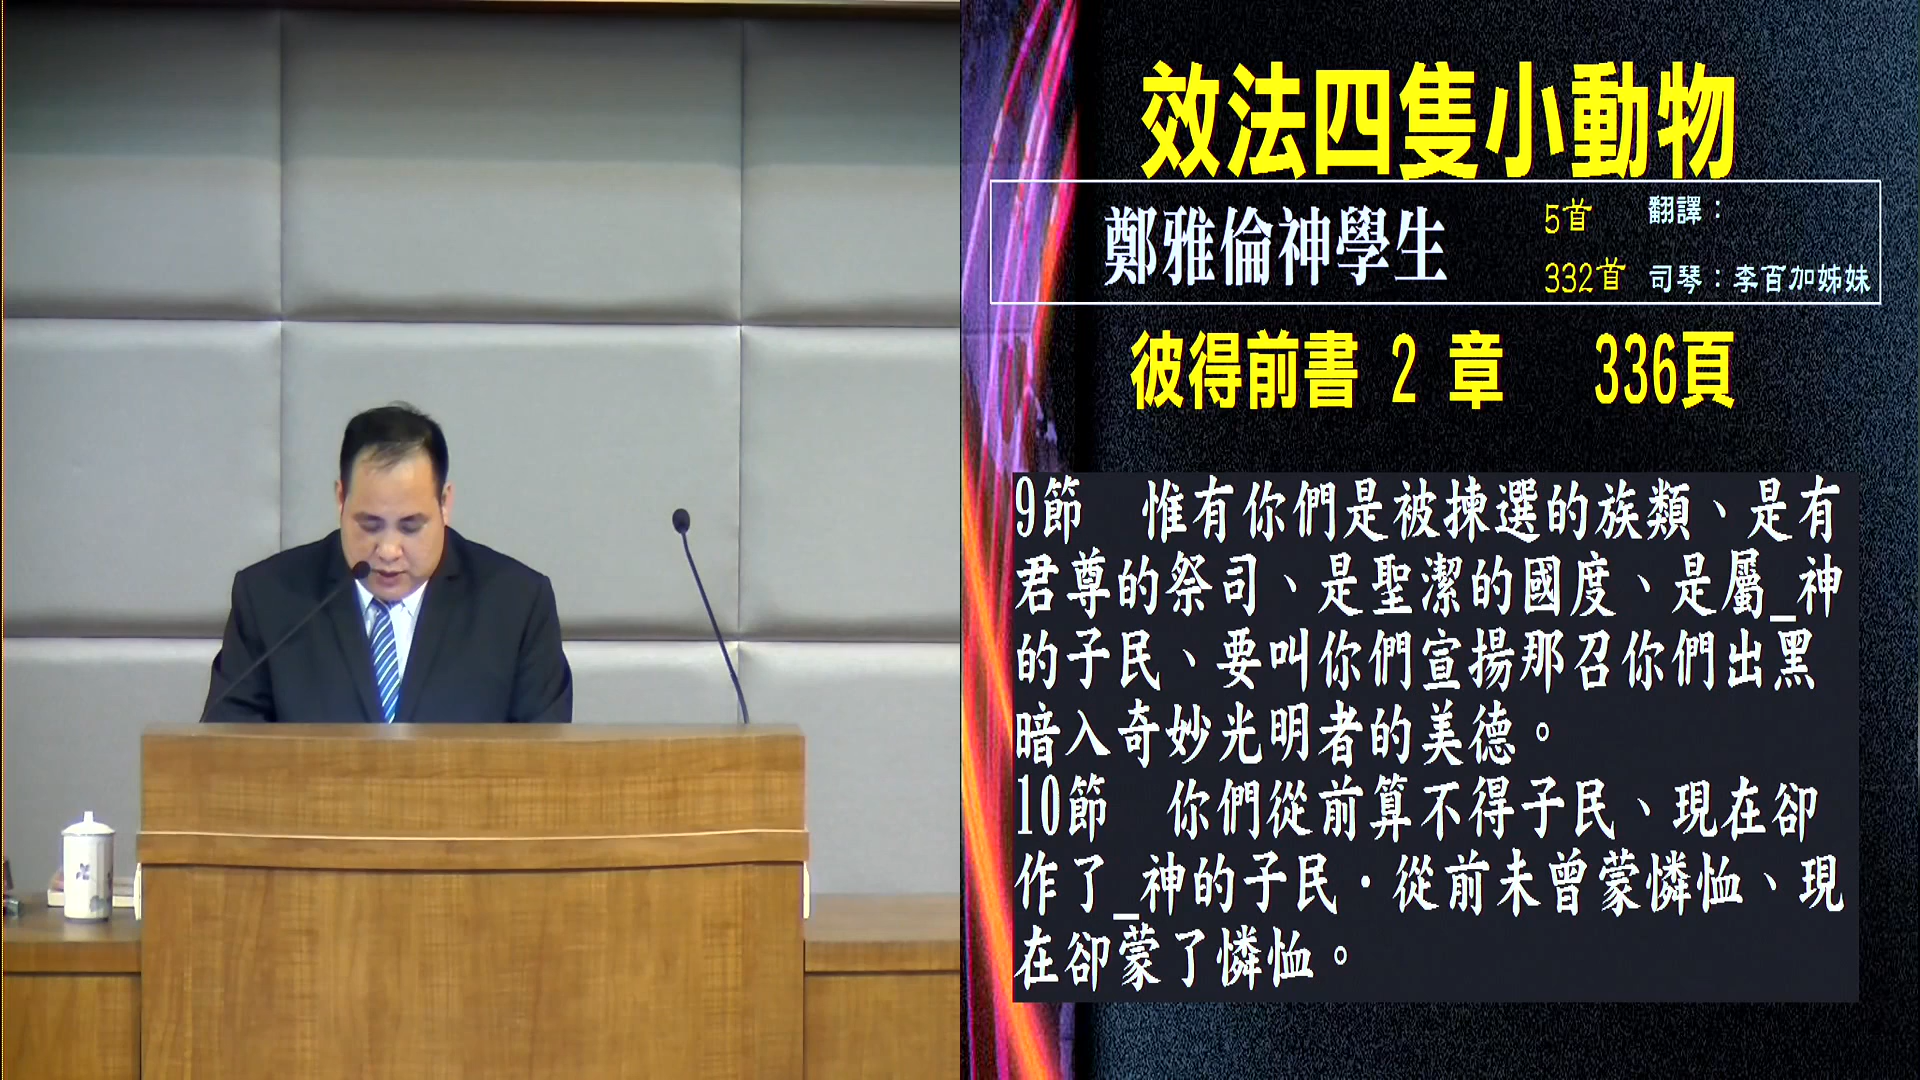 效法四隻小動物
鄭雅倫神學生
5首
翻譯：
332首
司琴：李百加姊妹
彼得前書 2 章 336頁
9節 惟有你們是被揀選的族類、是有
君尊的祭司、是聖潔的國度、是屬_神
的子民、要叫你們宣揚那召你們出黑
暗入奇妙光明者的美德。
10節 你們從前算不得子民、現在卻
作了_神的子民．從前未曾蒙憐恤、現
在卻蒙了憐恤。